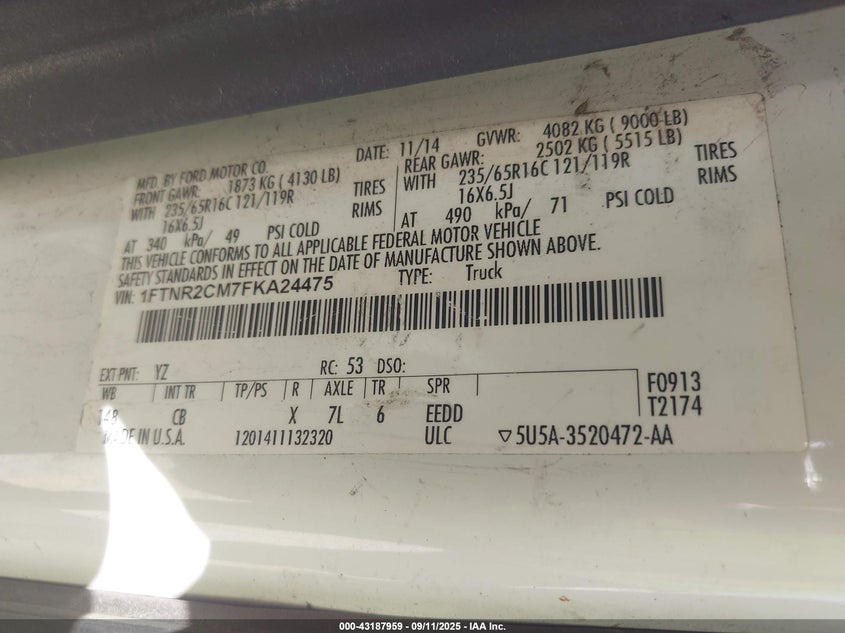 MFD. BY FORD MOTOR CO. DATE: 11/14 GVWR: 4082 KG ( 9000 LB)
FRONT GAWR: 1873 KG ( 4130 LB) REAR GAWR: 2502 KG ( 5515 LB)
WITH 235/65R16C 121/119R TIRES WITH 235/65R16C 121/119R TIRES
16X6.5J RIMS 16X6.5J RIMS
AT 340 kPa/ 49 PSI COLD AT 490 kPa/ 71 PSI COLD
THIS VEHICLE CONFORMS TO ALL APPLICABLE FEDERAL MOTOR VEHICLE
SAFETY STANDARDS IN EFFECT ON THE DATE OF MANUFACTURE SHOWN ABOVE.
VIN: 1FTNR2CM7FKA24475 TYPE: Truck
EXT PNT: YZ RC: 53 DSO:
WB INT TR TP/PS R AXLE TR SPR F0913
148 CB X 7L 6 EEDD T2174
MADE IN U.S.A. 1201411132320 ULC ▽5U5A-3520472-AA
000-43187959 - 09/11/2025 - IAA Inc.